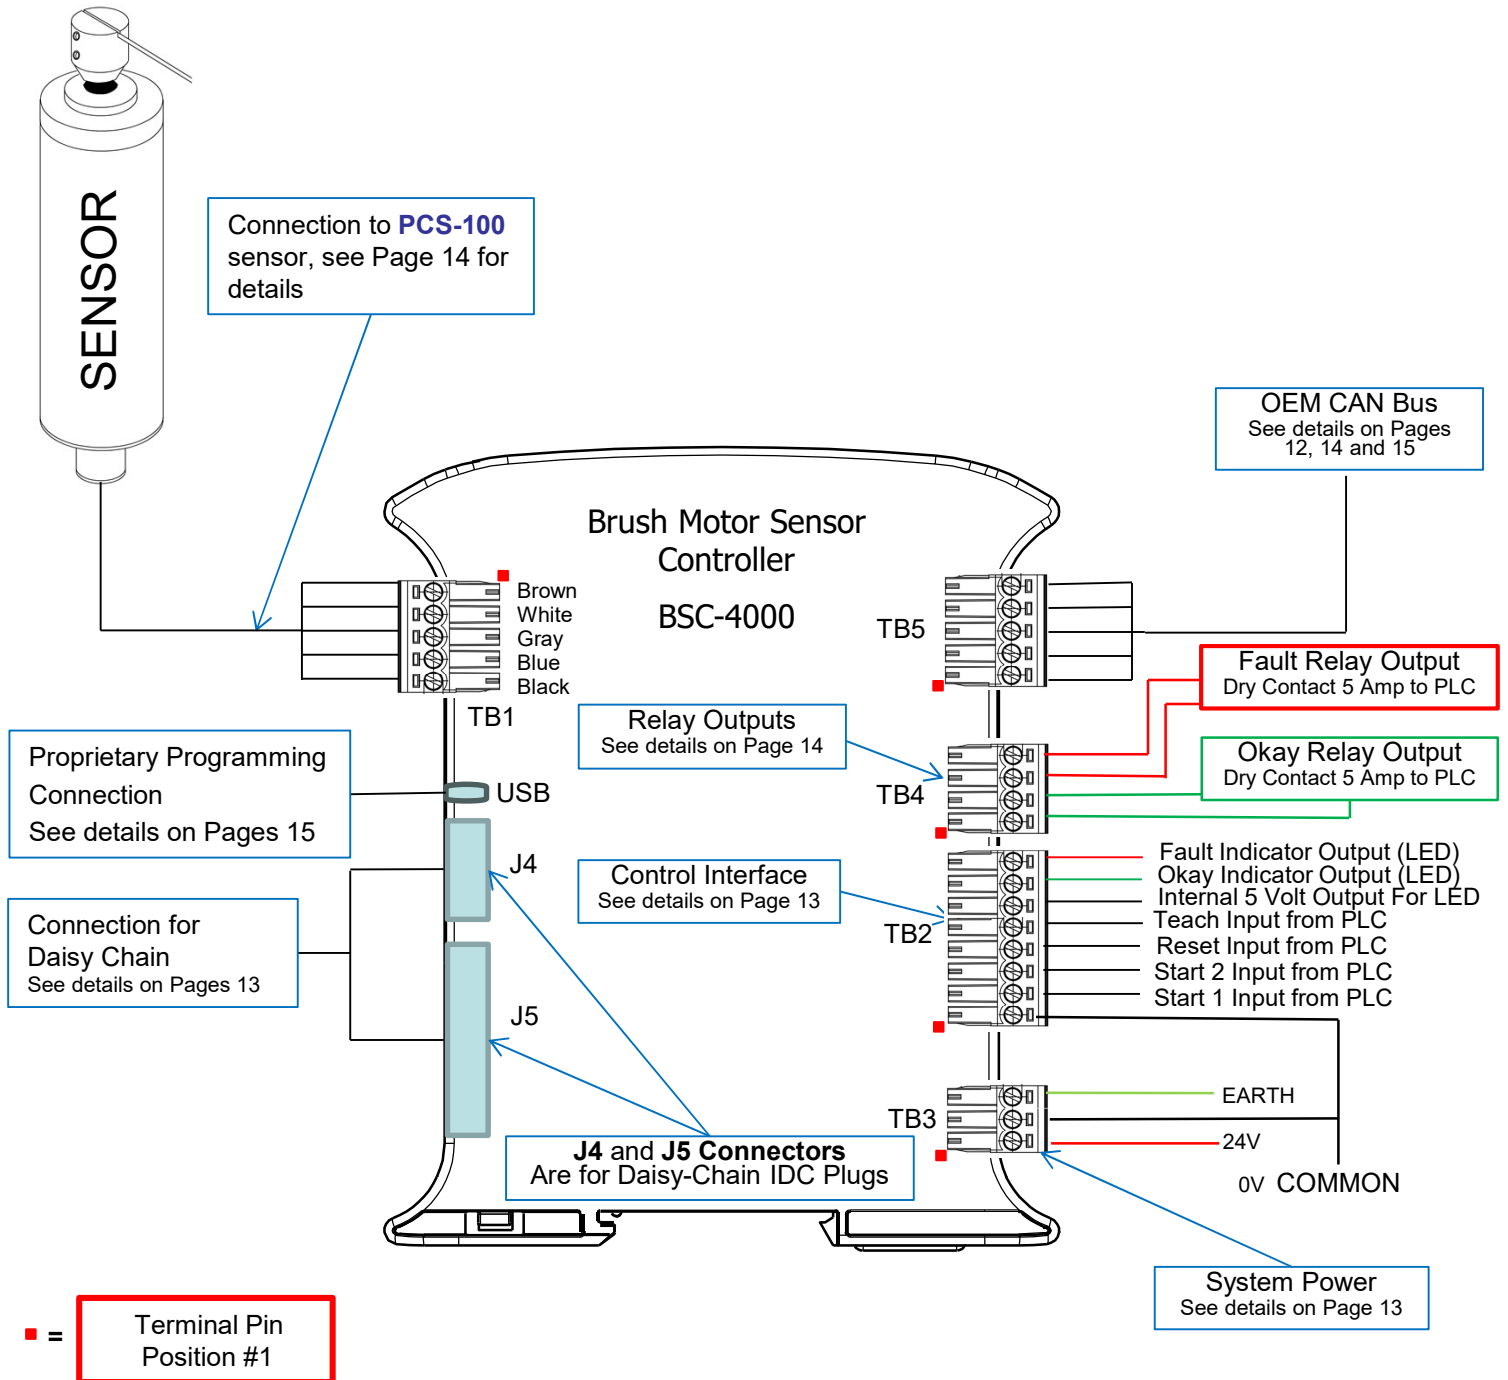 SENSOR
Connection to PCS-100
sensor, see Page 14 for
details
OEM CAN Bus
See details on Pages
12, 14 and 15
Brush Motor Sensor
Controller
BSC-4000
Brown
White
Gray
Blue
Black
TB1
TB5
Fault Relay Output
Dry Contact 5 Amp to PLC
Relay Outputs
See details on Page 14
Okay Relay Output
Dry Contact 5 Amp to PLC
TB4
Proprietary Programming
Connection
See details on Pages 15
USB
J4
Control Interface
See details on Page 13
TB2
Fault Indicator Output (LED)
Okay Indicator Output (LED)
Internal 5 Volt Output For LED
Teach Input from PLC
Reset Input from PLC
Start 2 Input from PLC
Start 1 Input from PLC
Connection for
Daisy Chain
See details on Pages 13
J5
TB3
EARTH
24V
0V COMMON
J4 and J5 Connectors
Are for Daisy-Chain IDC Plugs
System Power
See details on Page 13
= Terminal Pin
Position #1